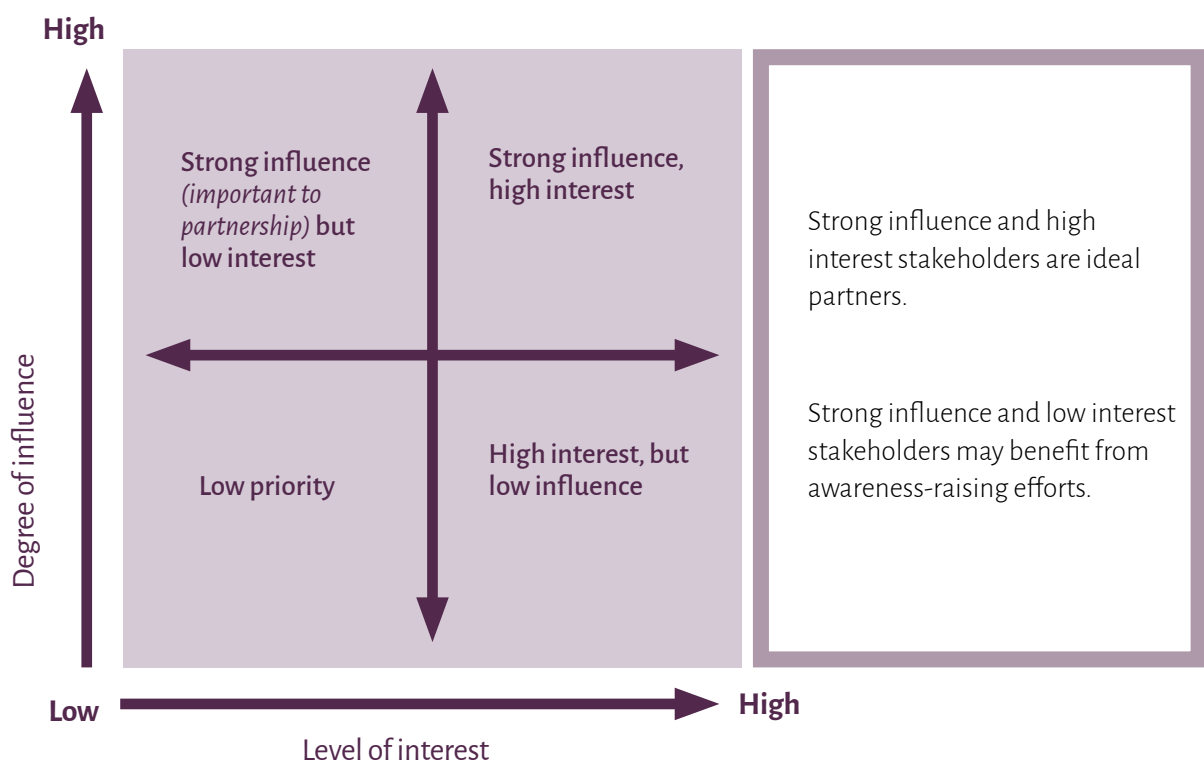 High
Strong influence
(important to
partnership) but
low interest
Strong influence,
high interest
Low priority
High interest, but
low influence
Degree of influence
Low
High
Level of interest
Strong influence and high
interest stakeholders are ideal
partners.
Strong influence and low interest
stakeholders may benefit from
awareness-raising efforts.